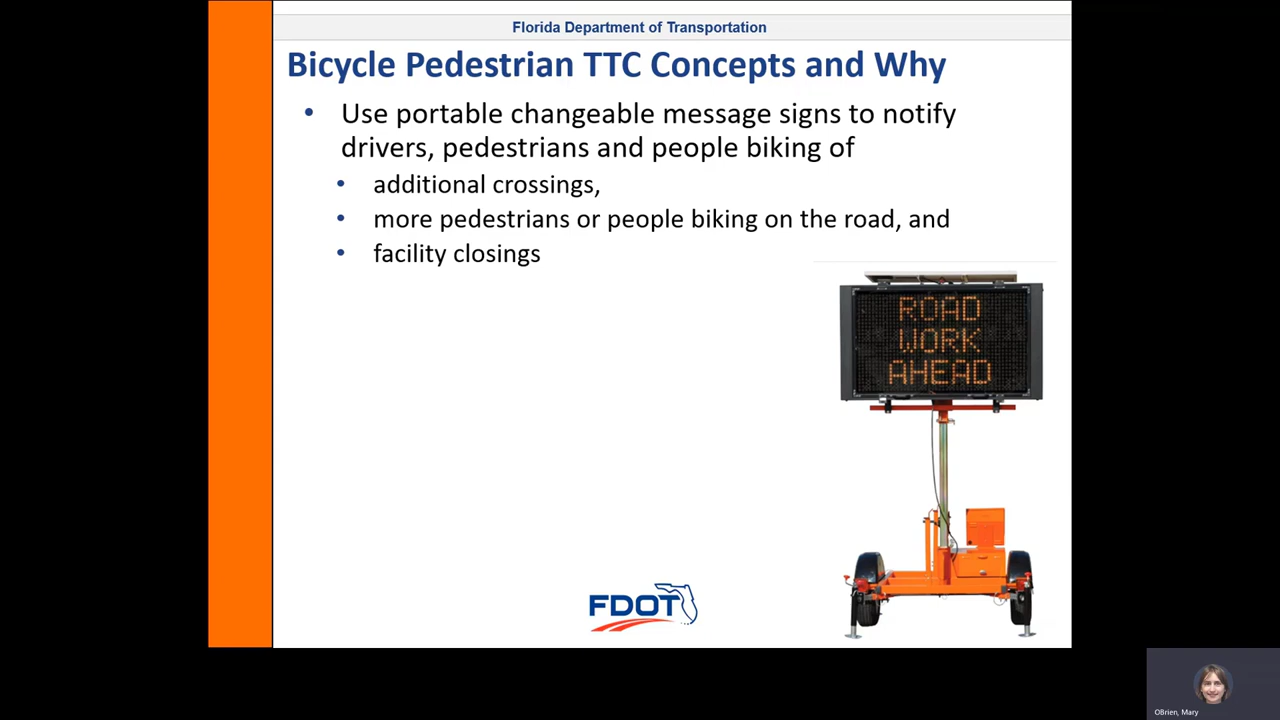 Florida Department of Transportation
Bicycle Pedestrian TTC Concepts and Why
• Use portable changeable message signs to notify
drivers, pedestrians and people biking of
• additional crossings,
• more pedestrians or people biking on the road, and
• facility closings
ROAD
WORK
AHEAD
FDOT
OBrien, Mary